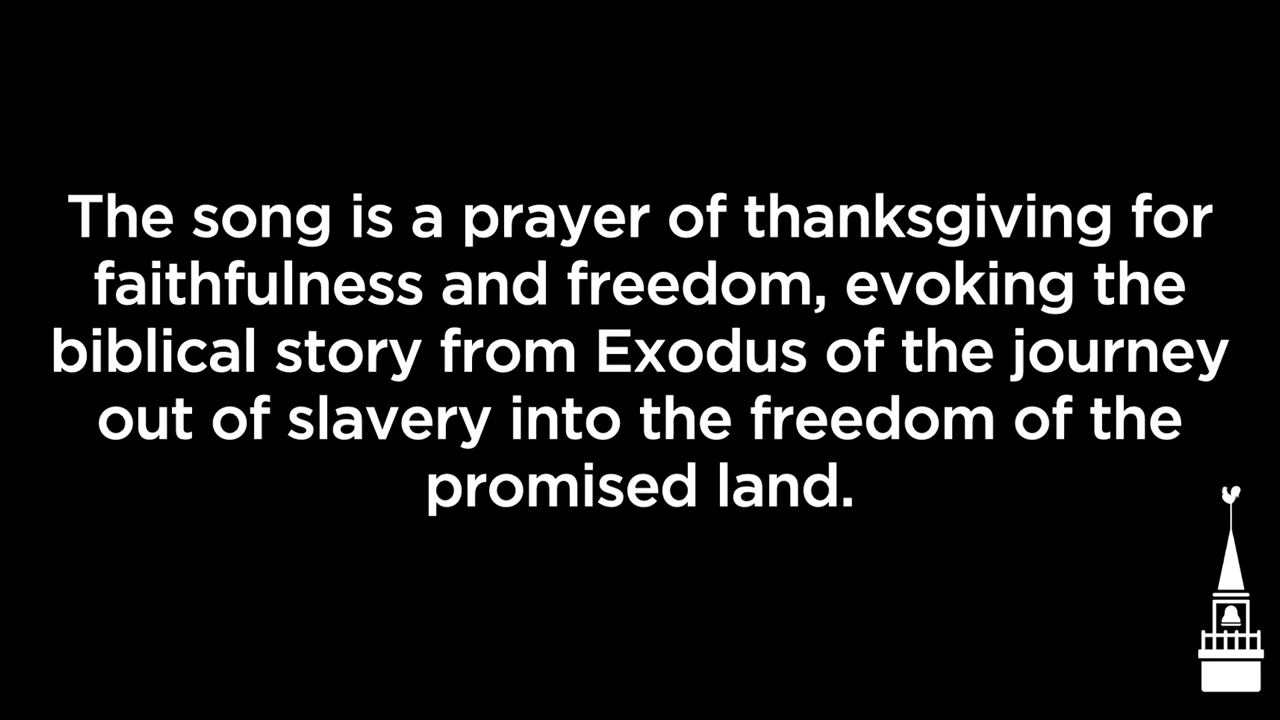 The song is a prayer of thanksgiving for
faithfulness and freedom, evoking the
biblical story from Exodus of the journey
out of slavery into the freedom of the
promised land.